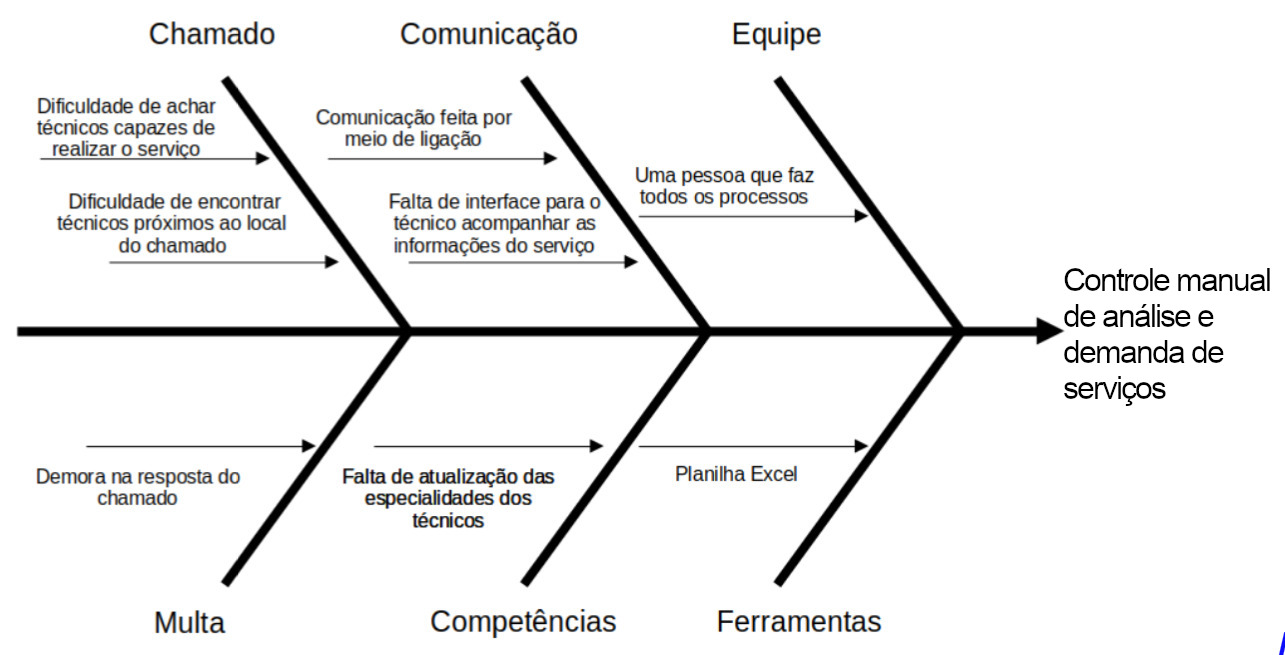 Chamado
Comunicação
Equipe
Dificuldade de achar
técnicos capazes de
realizar o serviço
Comunicação feita por
meio de ligação
Uma pessoa que faz
todos os processos
Dificuldade de encontrar
técnicos próximos ao local
do chamado
Falta de interface para o
técnico acompanhar as
informações do serviço
Controle manual
de análise e
demanda de
serviços
Demora na resposta do
chamado
Falta de atualização das
especialidades dos
técnicos
Planilha Excel
Multa
Competências
Ferramentas